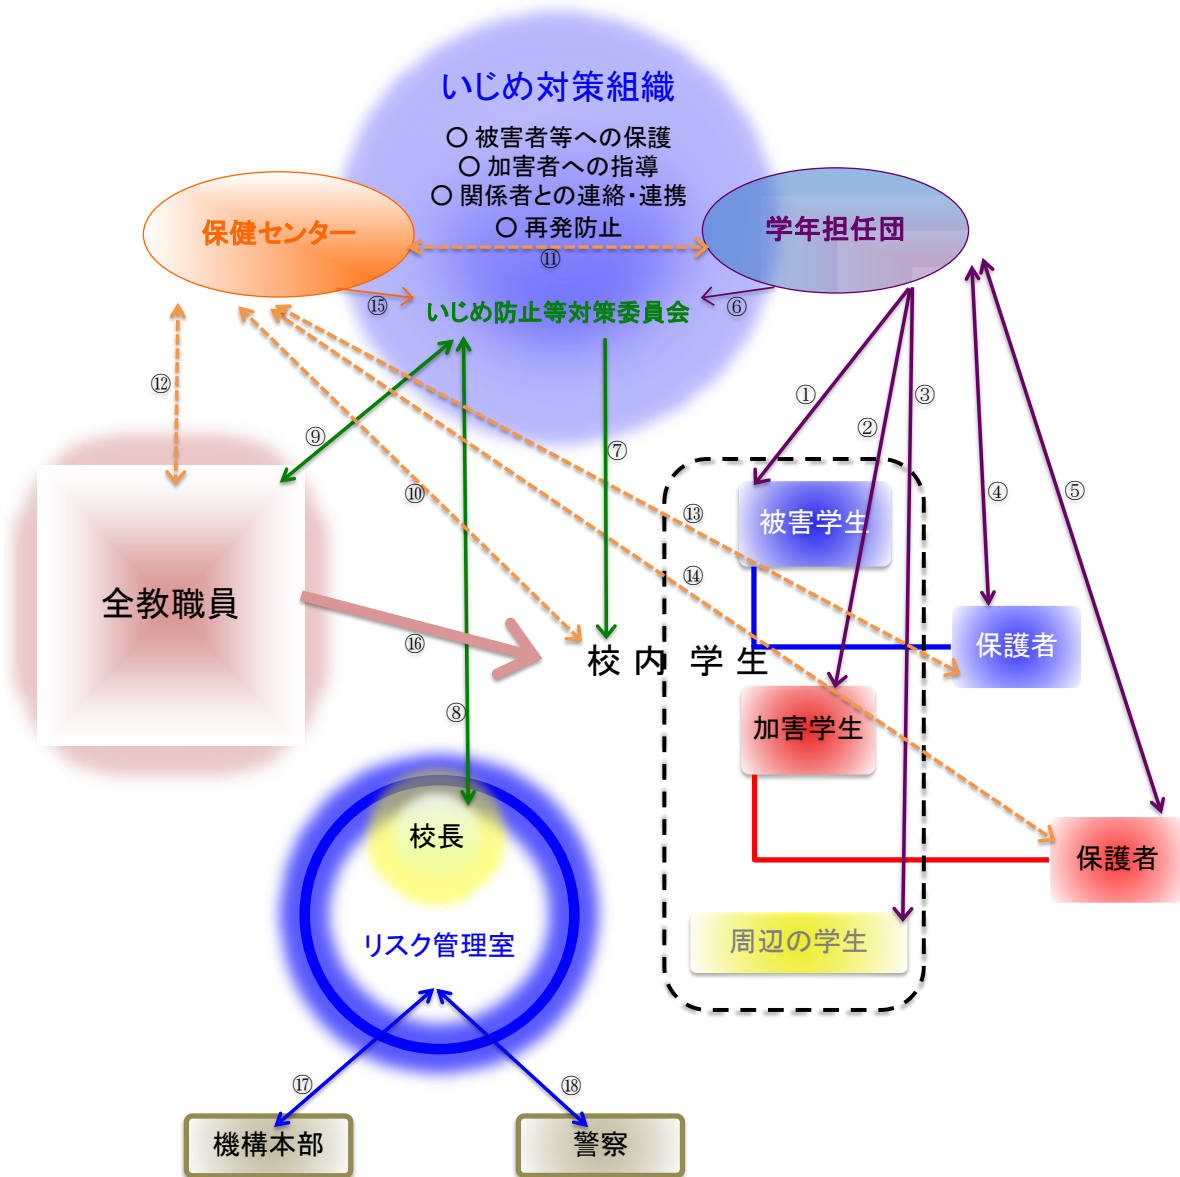 いじめ対策組織
○ 被害者等への保護
○ 加害者への指導
○ 関係者との連絡・連携
○ 再発防止
保健センター
学年担任団
⑪
⑮
⑥
いじめ防止等対策委員会
⑫
①
③
②
⑨
⑦
⑩
④
⑤
⑬
被害学生
⑭
全教職員
⑯
校内 学生
保護者
⑧
加害学生
校長
保護者
リスク管理室
周辺の学生
⑰
⑱
機構本部
警察